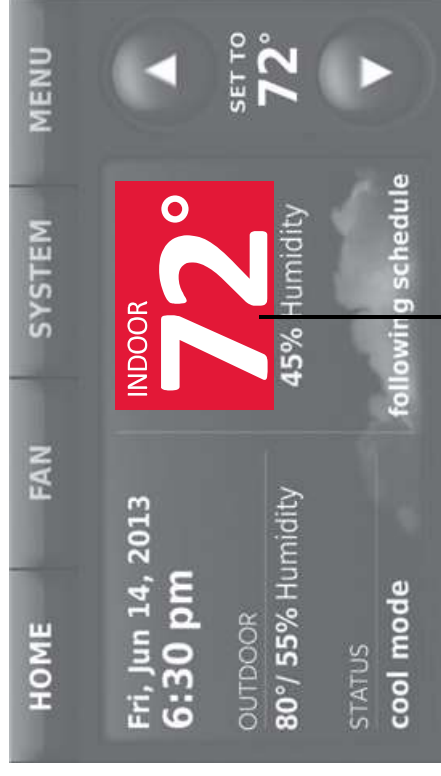 HOME
FAN
SYSTEM
MENU
Fri, Jun 14, 2013
6:30 pm
OUTDOOR
80°/ 55% Humidity
STATUS
cool mode
INDOOR
72°
45% Humidity
following schedule
SET TO
72°